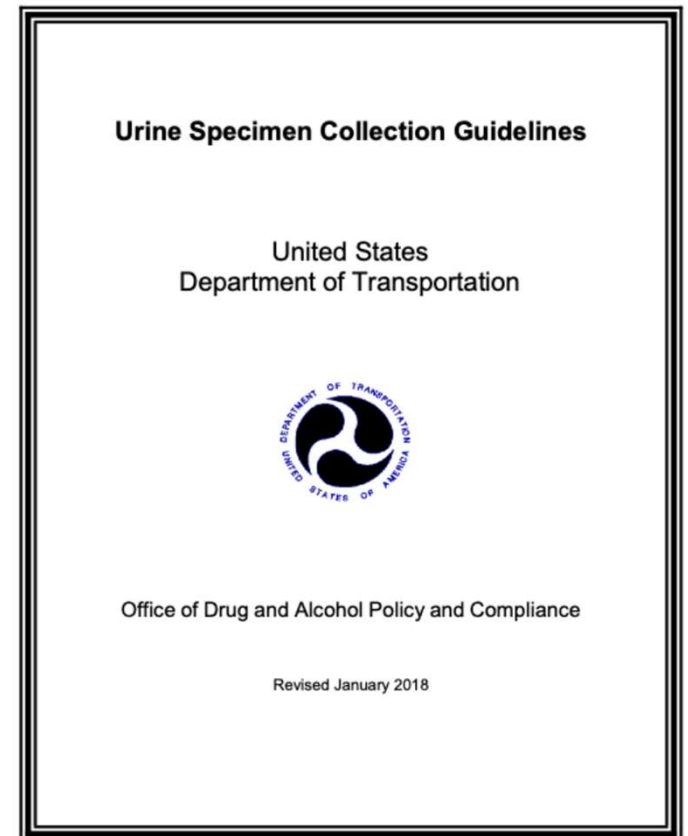 Urine Specimen Collection Guidelines
United States
Department of Transportation
DEPARTMENT OF TRANSPORTATION
UNITED STATES OF AMERICA
Office of Drug and Alcohol Policy and Compliance
Revised January 2018